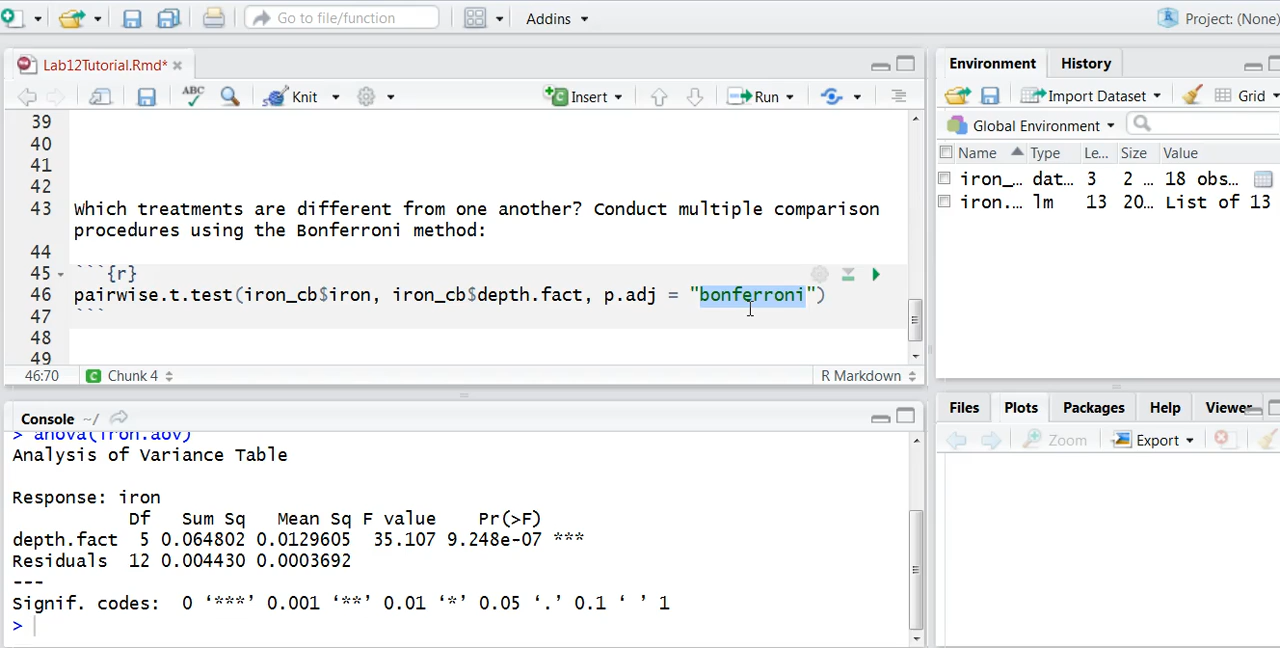 Go to file/function
Addins
Project: (None)
Lab12Tutorial.Rmd*
ABC
Knit
Insert
Run
39
40
41
42
43 Which treatments are different from one another? Conduct multiple comparison
procedures using the Bonferroni method:
44
45 ```{r}
46 pairwise.t.test(iron_cb$iron, iron_cb$depth.fact, p.adj = "bonferroni")
47 ```
48
49
46:70
C Chunk 4
R Markdown
Console ~/
> anova(iron.aov)
Analysis of Variance Table
Response: iron
Df Sum Sq Mean Sq F value Pr(>F)
depth.fact 5 0.064802 0.0129605 35.107 9.248e-07 ***
Residuals 12 0.004430 0.0003692
---
Signif. codes: 0 ‘***’ 0.001 ‘**’ 0.01 ‘*’ 0.05 ‘.’ 0.1 ‘ ’ 1
>
Environment
History
Import Dataset
Grid
Global Environment
Name Type Le... Size Value
iron_... dat... 3 2 ... 18 obs...
iron.... lm 13 20... List of 13
Files
Plots
Packages
Help
Viewer
Zoom
Export